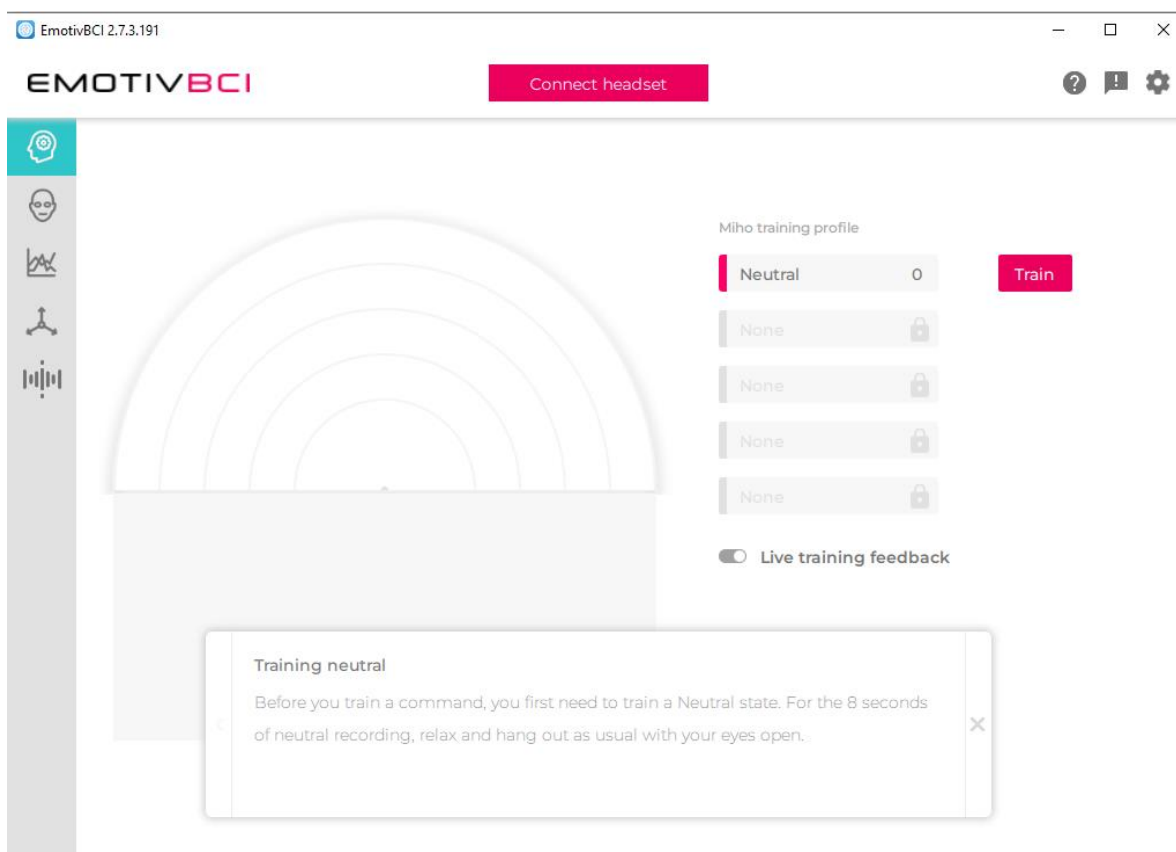 EmotivBCI 2.7.3.191
EMOTIVBCI
Connect headset
Miho training profile
Neutral 0
Train
None
None
None
None
Live training feedback
Training neutral
Before you train a command, you first need to train a Neutral state. For the 8 seconds
of neutral recording, relax and hang out as usual with your eyes open.